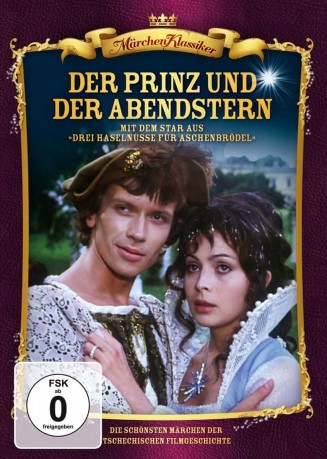 MärchenKlassiker
DER PRINZ UND
DER ABENDSTERN
MIT DEM STAR AUS
»DREI HASELNÜSSE FÜR ASCHENBRÖDEL«
FSK
ab
0
freigegeben
DIE SCHÖNSTEN MÄRCHEN DER
TSCHECHISCHEN FILMGESCHICHTE